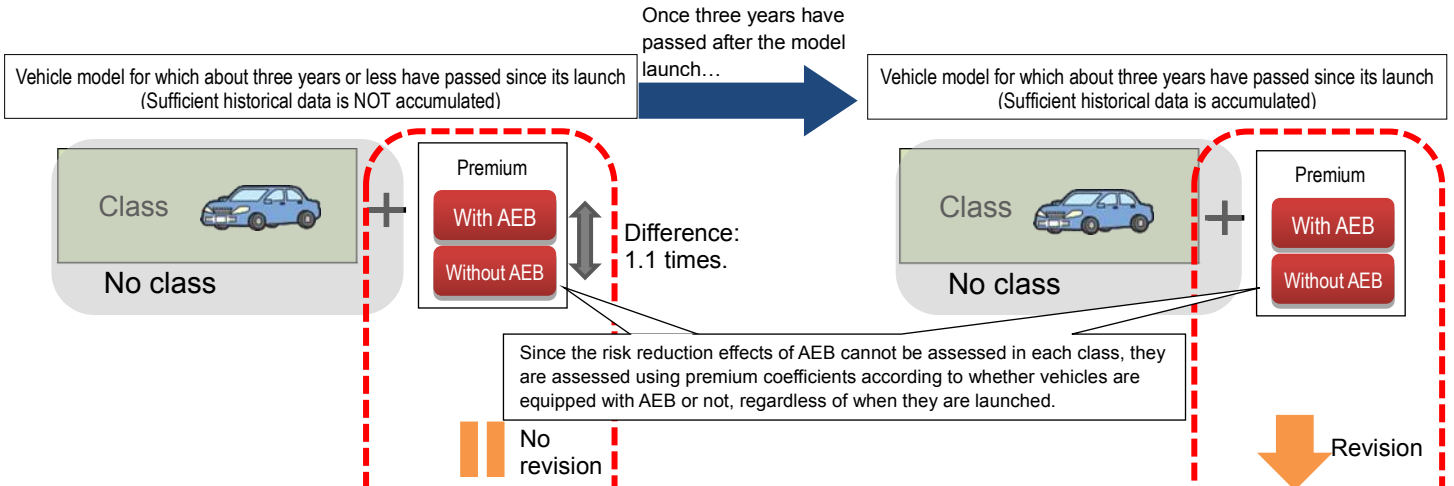 Once three years have
passed after the model
launch…
Vehicle model for which about three years or less have passed since its launch
(Sufficient historical data is NOT accumulated)
Vehicle model for which about three years have passed since its launch
(Sufficient historical data is accumulated)
Class
+
No class
Premium
With AEB
Without AEB
Difference:
1.1 times.
Class
+
No class
Premium
With AEB
Without AEB
Since the risk reduction effects of AEB cannot be assessed in each class, they
are assessed using premium coefficients according to whether vehicles are
equipped with AEB or not, regardless of when they are launched.
No
revision
Revision